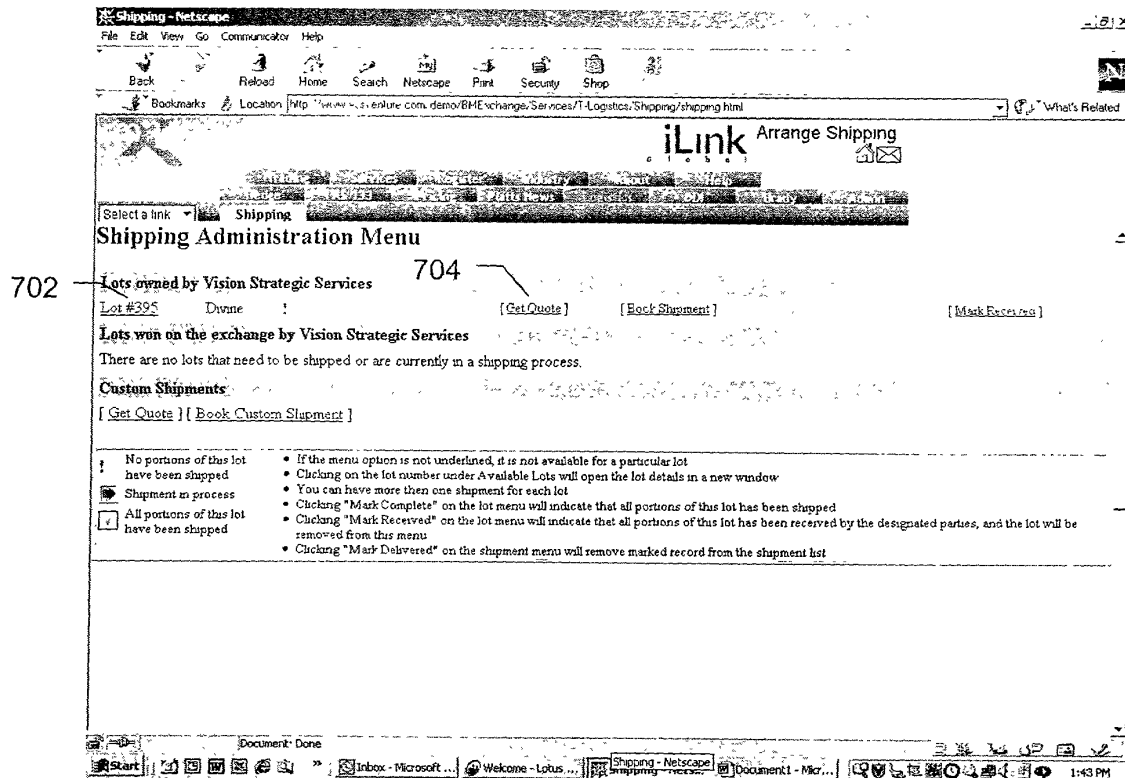 Shipping - Netscape
File Edit View Go Communicator Help
Back Reload Home Search Netscape Print Security Shop
Bookmarks Location What's Related
iLink Arrange Shipping
global
Help
Admin
Select a link Shipping
Shipping Administration Menu
702
704
Lots owned by Vision Strategic Services
Lot #395 Divine ! [ Get Quote ] [ Book Shipment ] [ Mark Received ]
Lots won on the exchange by Vision Strategic Services
There are no lots that need to be shipped or are currently in a shipping process.
Custom Shipments
[ Get Quote ] [ Book Custom Shipment ]
! No portions of this lot have been shipped
Shipment in process
All portions of this lot have been shipped
• If the menu option is not underlined, it is not available for a particular lot
• Clicking on the lot number under Available Lots will open the lot details in a new window
• You can have more then one shipment for each lot
• Clicking "Mark Complete" on the lot menu will indicate that all portions of this lot has been shipped
• Clicking "Mark Received" on the lot menu will indicate that all portions of this lot has been received by the designated parties, and the lot will be
removed from this menu
• Clicking "Mark Delivered" on the shipment menu will remove marked record from the shipment list
Document: Done
Start » Inbox - Microsoft ... Welcome - Lotus ... Shipping - Netscape Document1 - Micr... 1:43 PM